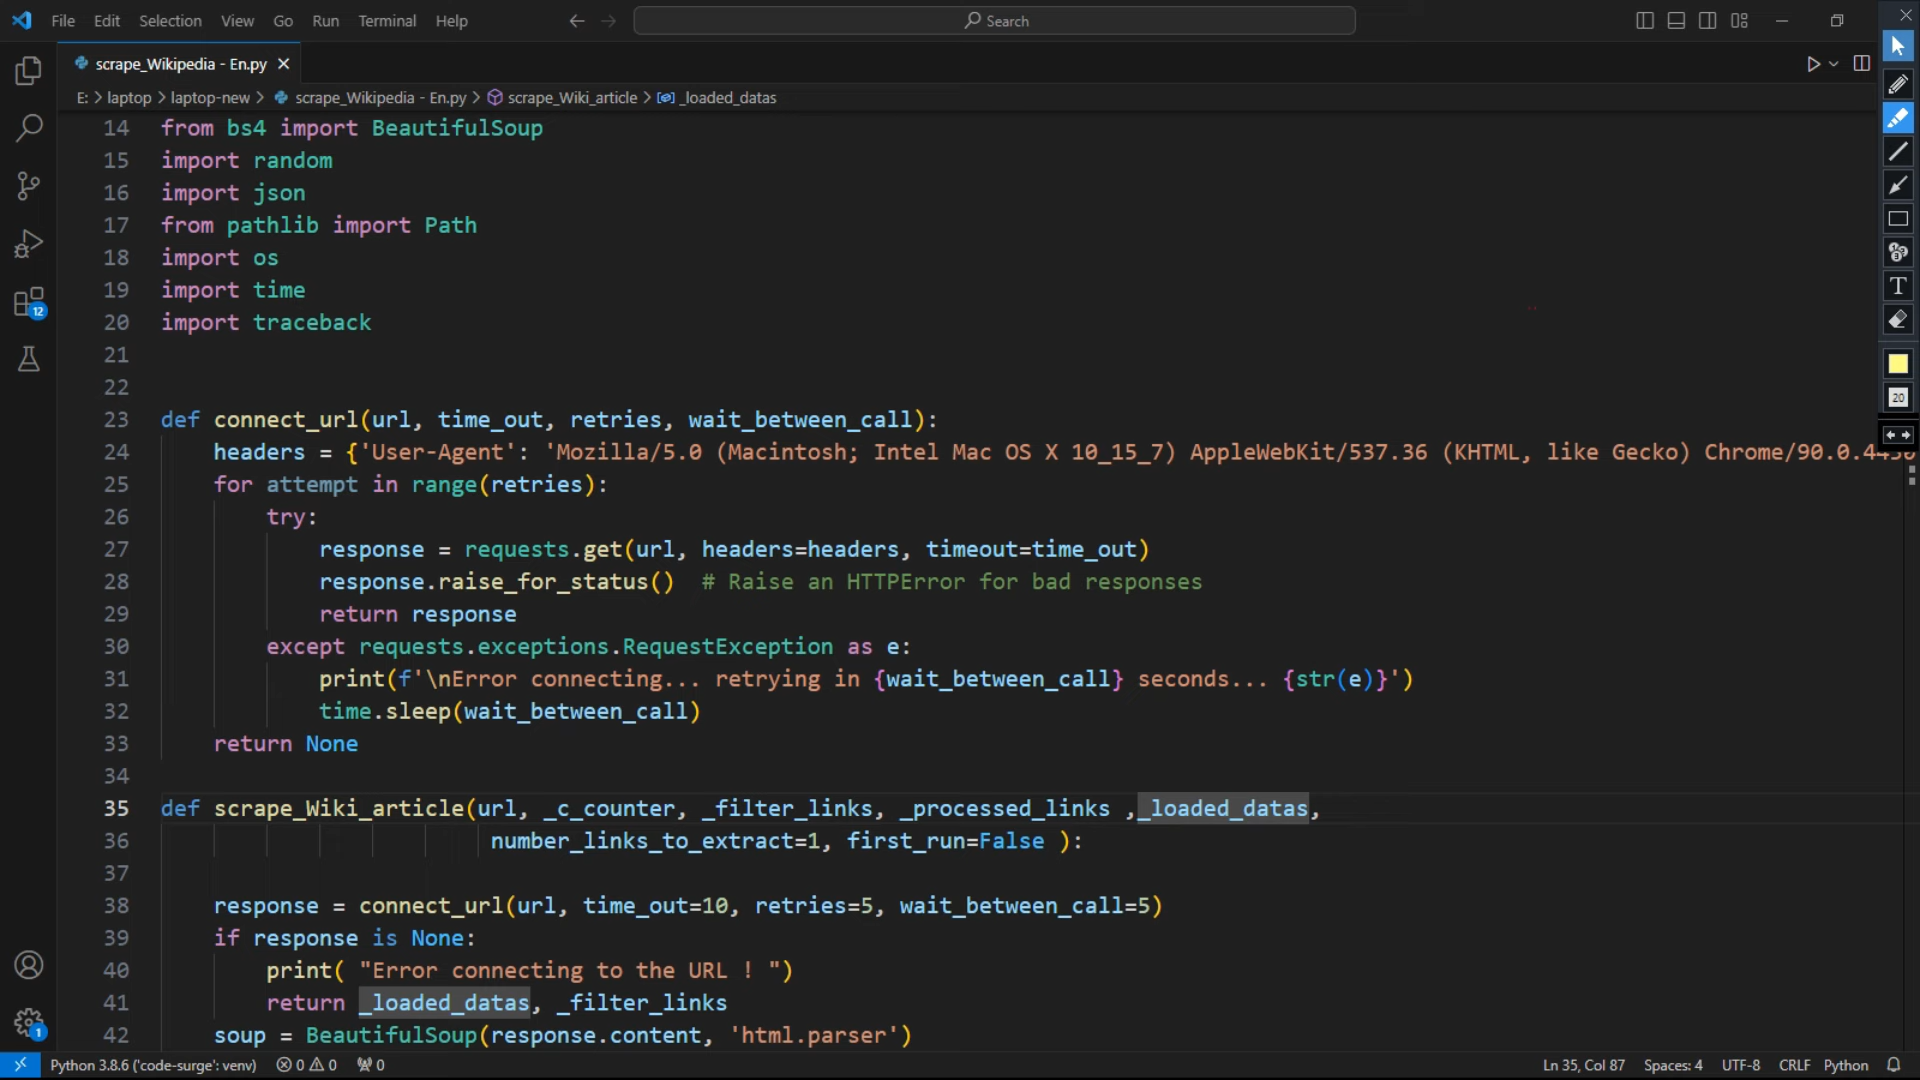 File Edit Selection View Go Run Terminal Help Search
scrape_Wikipedia - En.py
E: > laptop > laptop-new > scrape_Wikipedia - En.py > scrape_Wiki_article > _loaded_datas
14 from bs4 import BeautifulSoup
15 import random
16 import json
17 from pathlib import Path
18 import os
19 import time
20 import traceback
21
22
23 def connect_url(url, time_out, retries, wait_between_call):
24 headers = {'User-Agent': 'Mozilla/5.0 (Macintosh; Intel Mac OS X 10_15_7) AppleWebKit/537.36 (KHTML, like Gecko) Chrome/90.0.4430
25 for attempt in range(retries):
26 try:
27 response = requests.get(url, headers=headers, timeout=time_out)
28 response.raise_for_status() # Raise an HTTPError for bad responses
29 return response
30 except requests.exceptions.RequestException as e:
31 print(f'\nError connecting... retrying in {wait_between_call} seconds... {str(e)}')
32 time.sleep(wait_between_call)
33 return None
34
35 def scrape_Wiki_article(url, _c_counter, _filter_links, _processed_links ,_loaded_datas,
36 number_links_to_extract=1, first_run=False ):
37
38 response = connect_url(url, time_out=10, retries=5, wait_between_call=5)
39 if response is None:
40 print( "Error connecting to the URL ! ")
41 return _loaded_datas, _filter_links
42 soup = BeautifulSoup(response.content, 'html.parser')
12
1
T
20
Python 3.8.6 ('code-surge': venv) 0 0 0 Ln 35, Col 87 Spaces: 4 UTF-8 CRLF Python